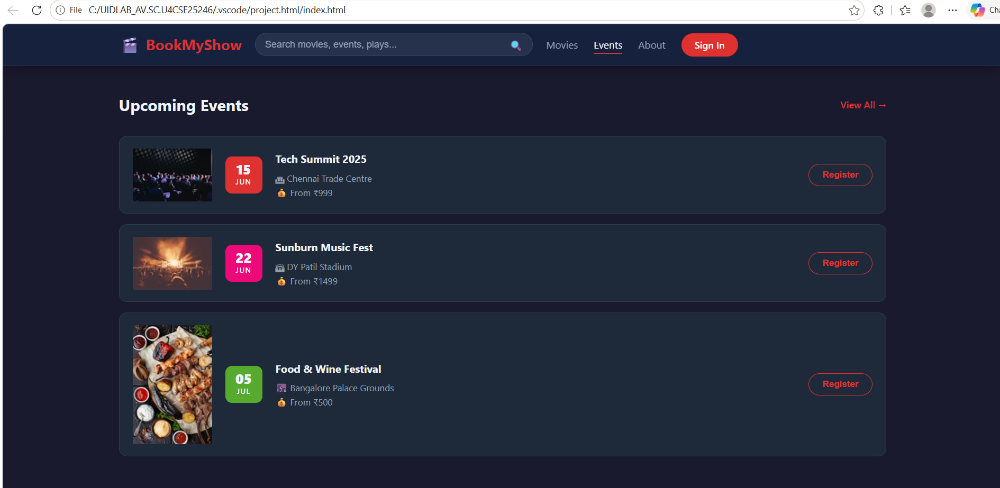 File C:/UIDLAB_AV.SC.U4CSE25246/.vscode/project.html/index.html
BookMyShow
Search movies, events, plays...
Movies Events About Sign In
Upcoming Events
View All →
15
JUN
Tech Summit 2025
Chennai Trade Centre
From ₹999
Register
22
JUN
Sunburn Music Fest
DY Patil Stadium
From ₹1499
Register
05
JUL
Food & Wine Festival
Bangalore Palace Grounds
From ₹500
Register